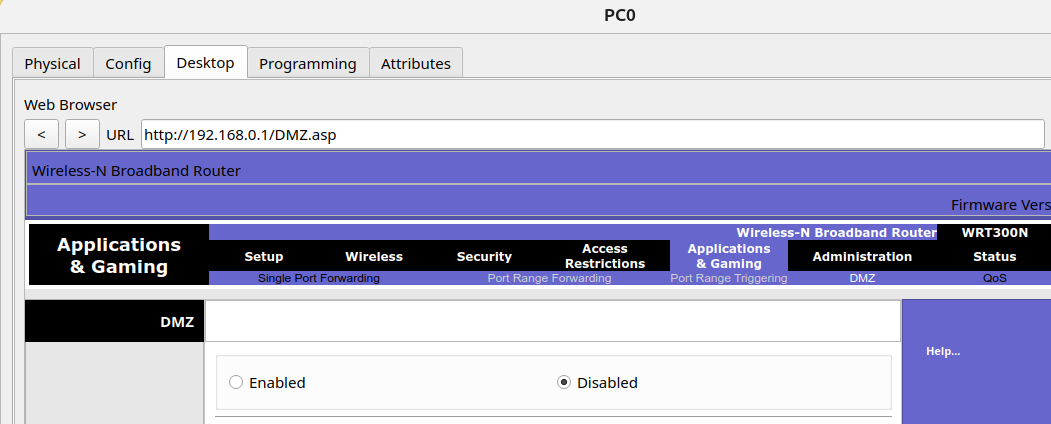 PC0
Physical Config Desktop Programming Attributes
Web Browser
< > URL http://192.168.0.1/DMZ.asp
Wireless-N Broadband Router
Firmware Vers
Wireless-N Broadband Router WRT300N
Applications & Gaming
Setup Wireless Security Access Restrictions Applications & Gaming Administration Status
Single Port Forwarding Port Range Forwarding Port Range Triggering DMZ QoS
DMZ
Help...
Enabled Disabled